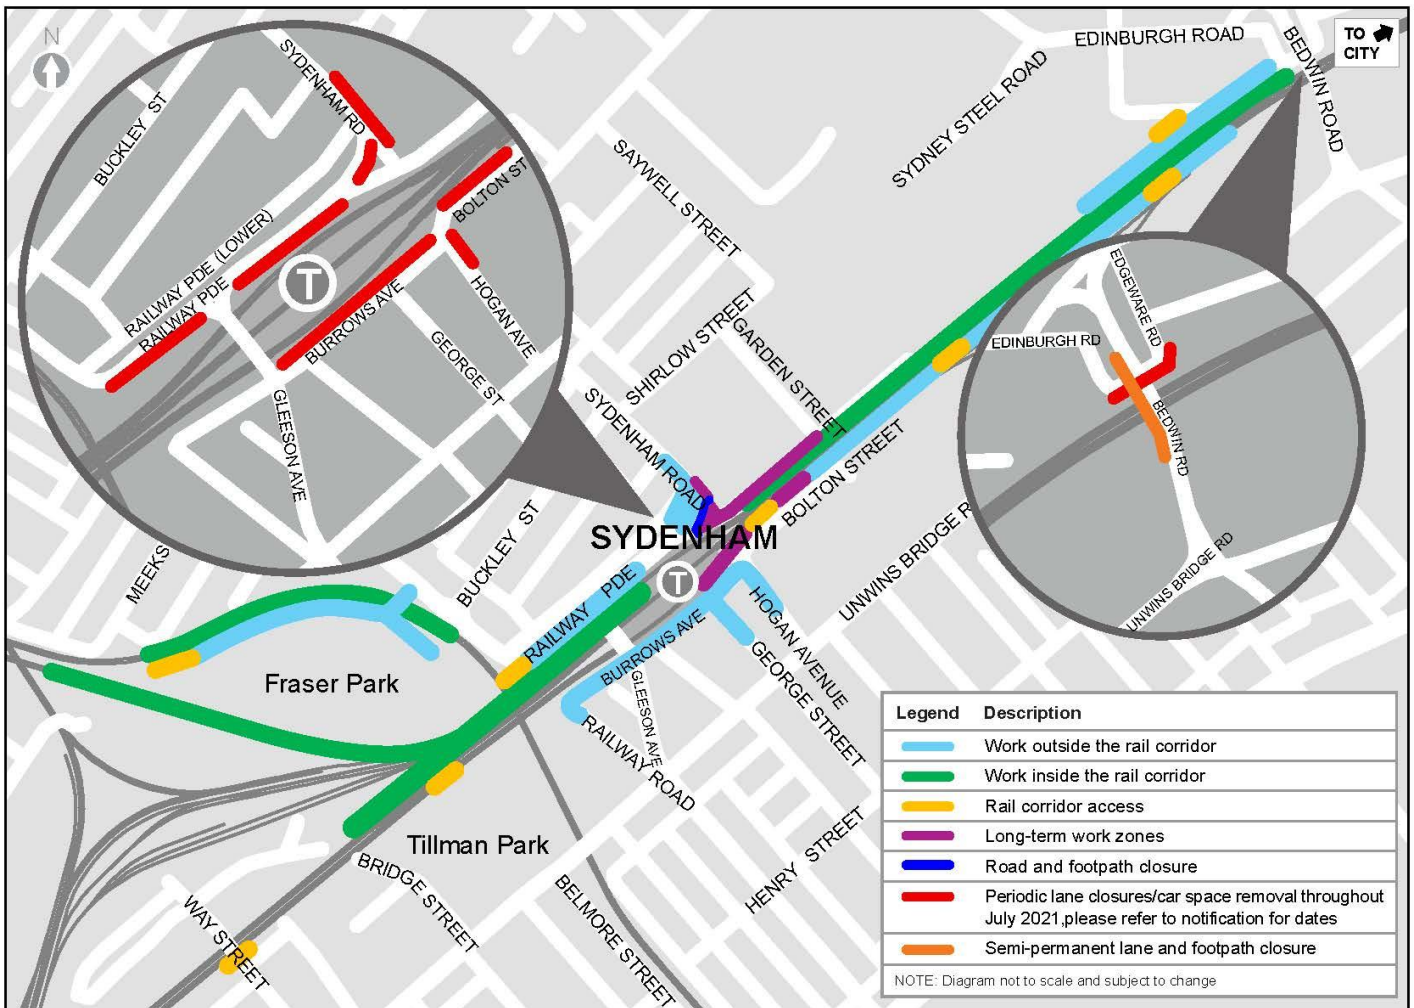 N
TO
CITY
EDINBURGH ROAD
BEDWIN ROAD
SYDNEY STEEL ROAD
SYDENHAM RD
BUCKLEY ST
BOLTON ST
RAILWAY PDE (LOWER)
RAILWAY PDE
T
BURROWS AVE
HOGAN AVE
GEORGE ST
GLEESON AVE
SAYWELL STREET
SHIRLOW STREET
GARDEN STREET
SYDENHAM ROAD
BOLTON STREET
EDGEWARE RD
EDINBURGH RD
BEDWIN RD
UNWINS BRIDGE RD
UNWINS BRIDGE R
MEEKS
BUCKLEY ST
SYDENHAM
T
RAILWAY PDE
BURROWS AVE
HOGAN AVENUE
GEORGE STREET
GLEESON AVE
RAILWAY ROAD
Fraser Park
Tillman Park
BRIDGE STREET
BELMORE STREET
HENRY STREET
WAY STREET
Legend Description
Work outside the rail corridor
Work inside the rail corridor
Rail corridor access
Long-term work zones
Road and footpath closure
Periodic lane closures/car space removal throughout
July 2021,please refer to notification for dates
Semi-permanent lane and footpath closure
NOTE: Diagram not to scale and subject to change